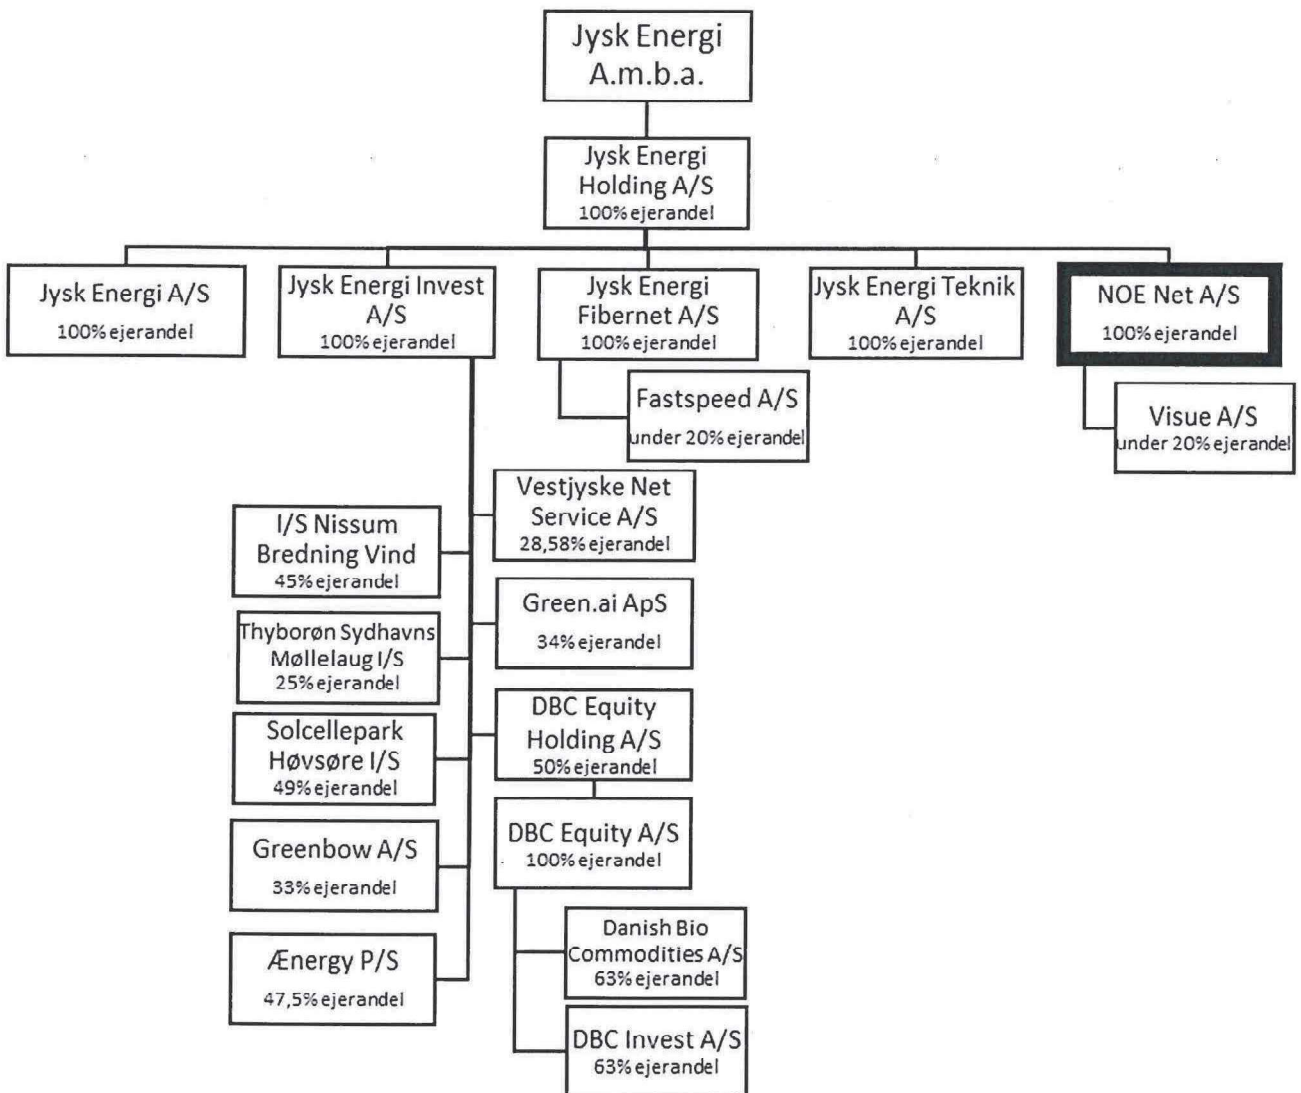 Jysk Energi
A.m.b.a.
Jysk Energi
Holding A/S
100% ejerandel
Jysk Energi A/S
100% ejerandel
Jysk Energi Invest
A/S
100% ejerandel
Jysk Energi
Fibernet A/S
100% ejerandel
Jysk Energi Teknik
A/S
100% ejerandel
NOE Net A/S
100% ejerandel
Fastspeed A/S
under 20% ejerandel
Visue A/S
under 20% ejerandel
I/S Nissum
Bredning Vind
45% ejerandel
Thyborøn Sydhavns
Møllelaug I/S
25% ejerandel
Solcellepark
Høvsøre I/S
49% ejerandel
Greenbow A/S
33% ejerandel
Ænergy P/S
47,5% ejerandel
Vestjyske Net
Service A/S
28,58% ejerandel
Green.ai ApS
34% ejerandel
DBC Equity
Holding A/S
50% ejerandel
DBC Equity A/S
100% ejerandel
Danish Bio
Commodities A/S
63% ejerandel
DBC Invest A/S
63% ejerandel